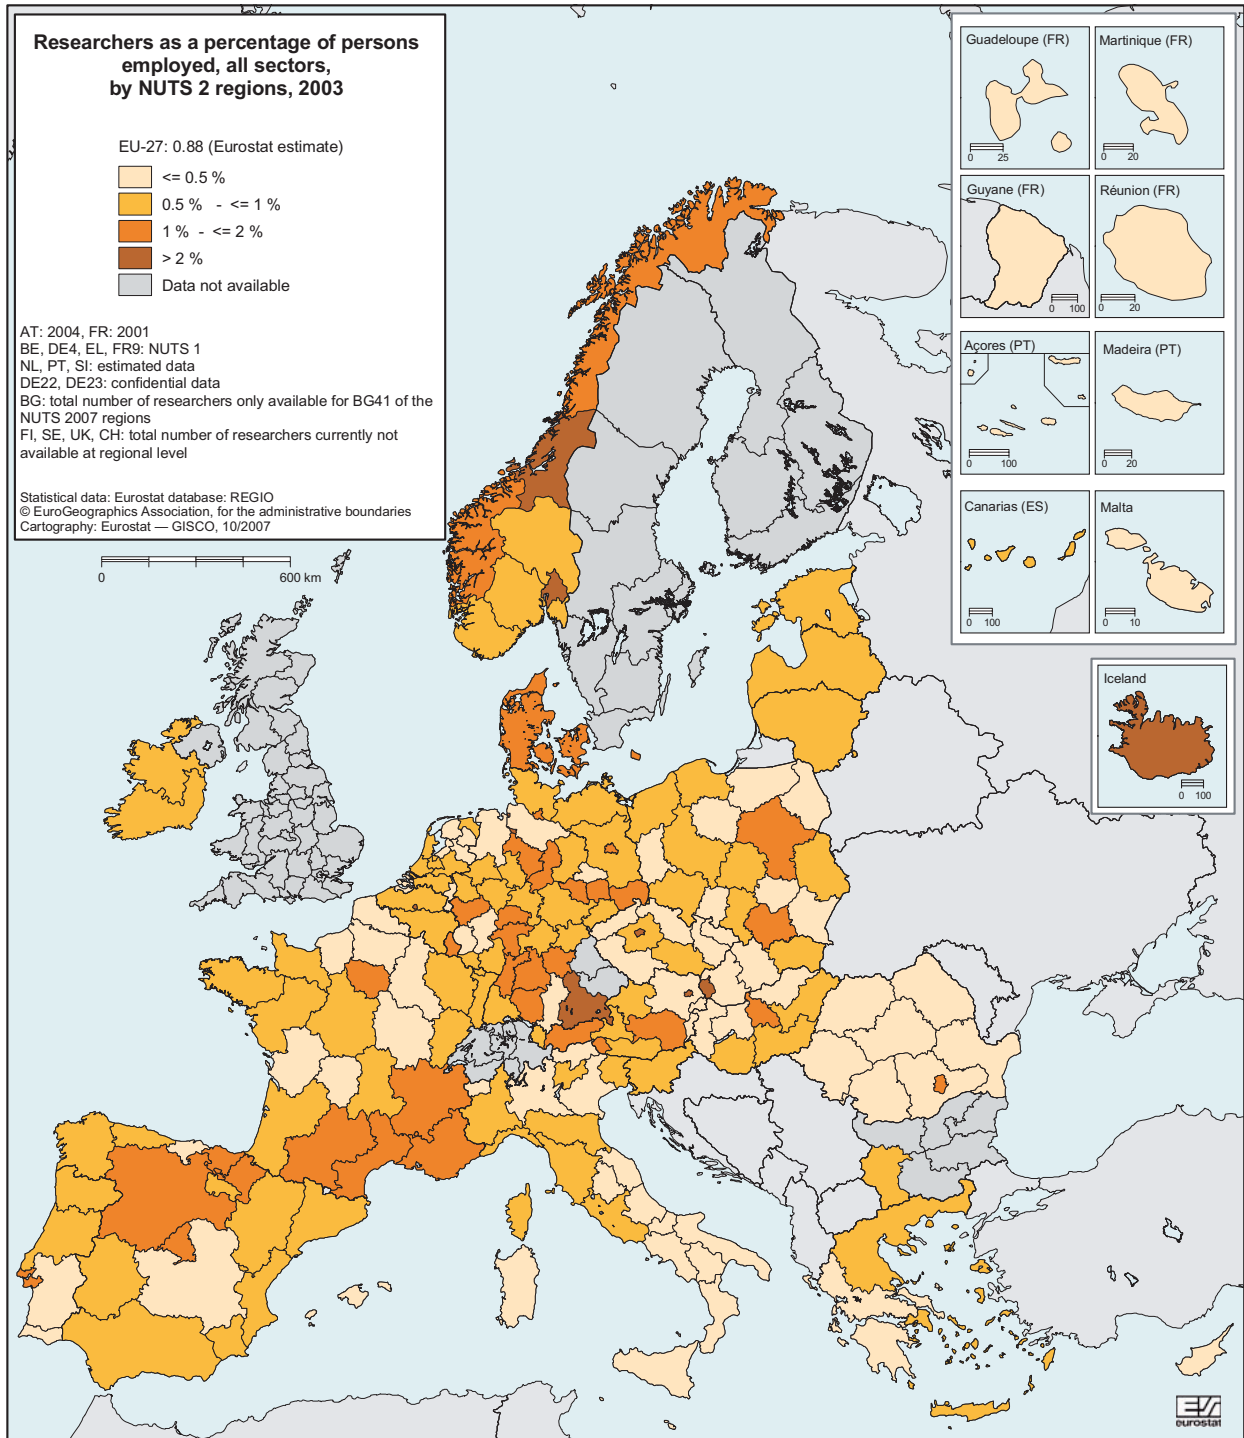 Researchers as a percentage of persons
employed, all sectors,
by NUTS 2 regions, 2003
EU-27: 0.88 (Eurostat estimate)
<= 0.5 %
0.5 % - <= 1 %
1 % - <= 2 %
> 2 %
Data not available
AT: 2004, FR: 2001
BE, DE4, EL, FR9: NUTS 1
NL, PT, SI: estimated data
DE22, DE23: confidential data
BG: total number of researchers only available for BG41 of the
NUTS 2007 regions
FI, SE, UK, CH: total number of researchers currently not
available at regional level
Statistical data: Eurostat database: REGIO
© EuroGeographics Association, for the administrative boundaries
Cartography: Eurostat — GISCO, 10/2007
0 600 km
Guadeloupe (FR)
0 25
Martinique (FR)
0 20
Guyane (FR)
0 100
Réunion (FR)
0 20
Açores (PT)
0 100
Madeira (PT)
0 20
Canarias (ES)
0 100
Malta
0 10
Iceland
0 100
eurostat